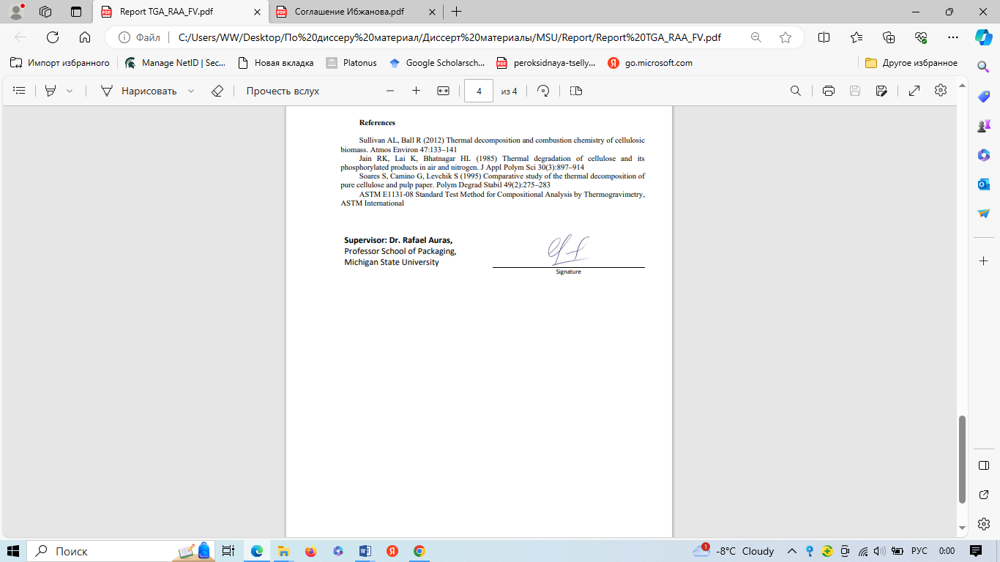 Report TGA_RAA_FV.pdf
Соглашение Ибжанова.pdf
Файл
C:/Users/WW/Desktop/По%20диссеру%20материал/Диссерт%20материалы/MSU/Report/Report%20TGA_RAA_FV.pdf
Импорт избранного
Manage NetID | Sec...
Новая вкладка
Platonus
Google Scholarsch...
peroksidnaya-tselly...
go.microsoft.com
Другое избранное
Нарисовать
Прочесть вслух
4
из 4
References
Sullivan AL, Ball R (2012) Thermal decomposition and combustion chemistry of cellulosic
biomass. Atmos Environ 47:133–141
Jain RK, Lai K, Bhatnagar HL (1985) Thermal degradation of cellulose and its
phosphorylated products in air and nitrogen. J Appl Polym Sci 30(3):897–914
Soares S, Camino G, Levchik S (1995) Comparative study of the thermal decomposition of
pure cellulose and pulp paper. Polym Degrad Stabil 49(2):275–283
ASTM E1131-08 Standard Test Method for Compositional Analysis by Thermogravimetry,
ASTM International
Supervisor: Dr. Rafael Auras,
Professor School of Packaging,
Michigan State University
Signature
Поиск
1
-8°C Cloudy
РУС
0:00